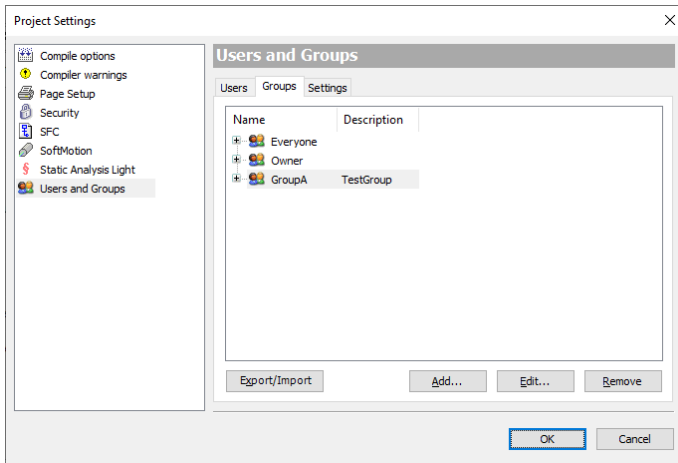 Project Settings
Compile options
Compiler warnings
Page Setup
Security
SFC
SoftMotion
Static Analysis Light
Users and Groups
Users and Groups
Users Groups Settings
Name Description
Everyone
Owner
GroupA TestGroup
Export/Import Add... Edit... Remove
OK Cancel